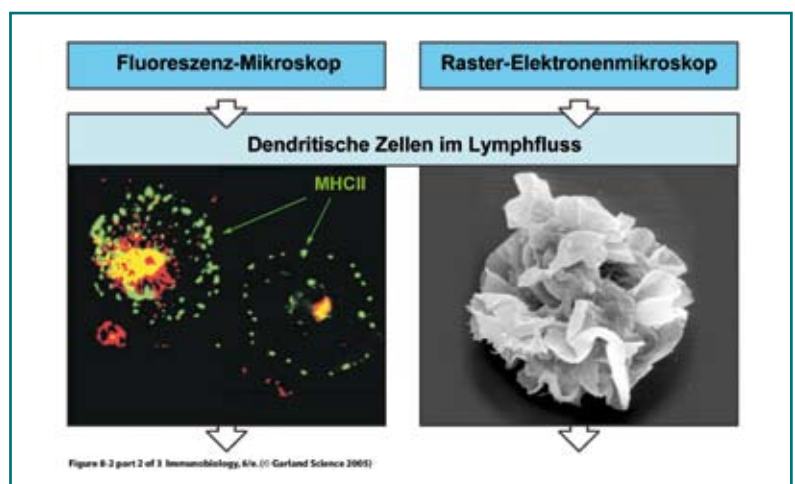 Fluoreszenz-Mikroskop
Raster-Elektronenmikroskop
Dendritische Zellen im Lymphfluss
MHCII
Figure 8-2 part 2 of 3 Immunobiology, 6/e. (© Garland Science 2005)